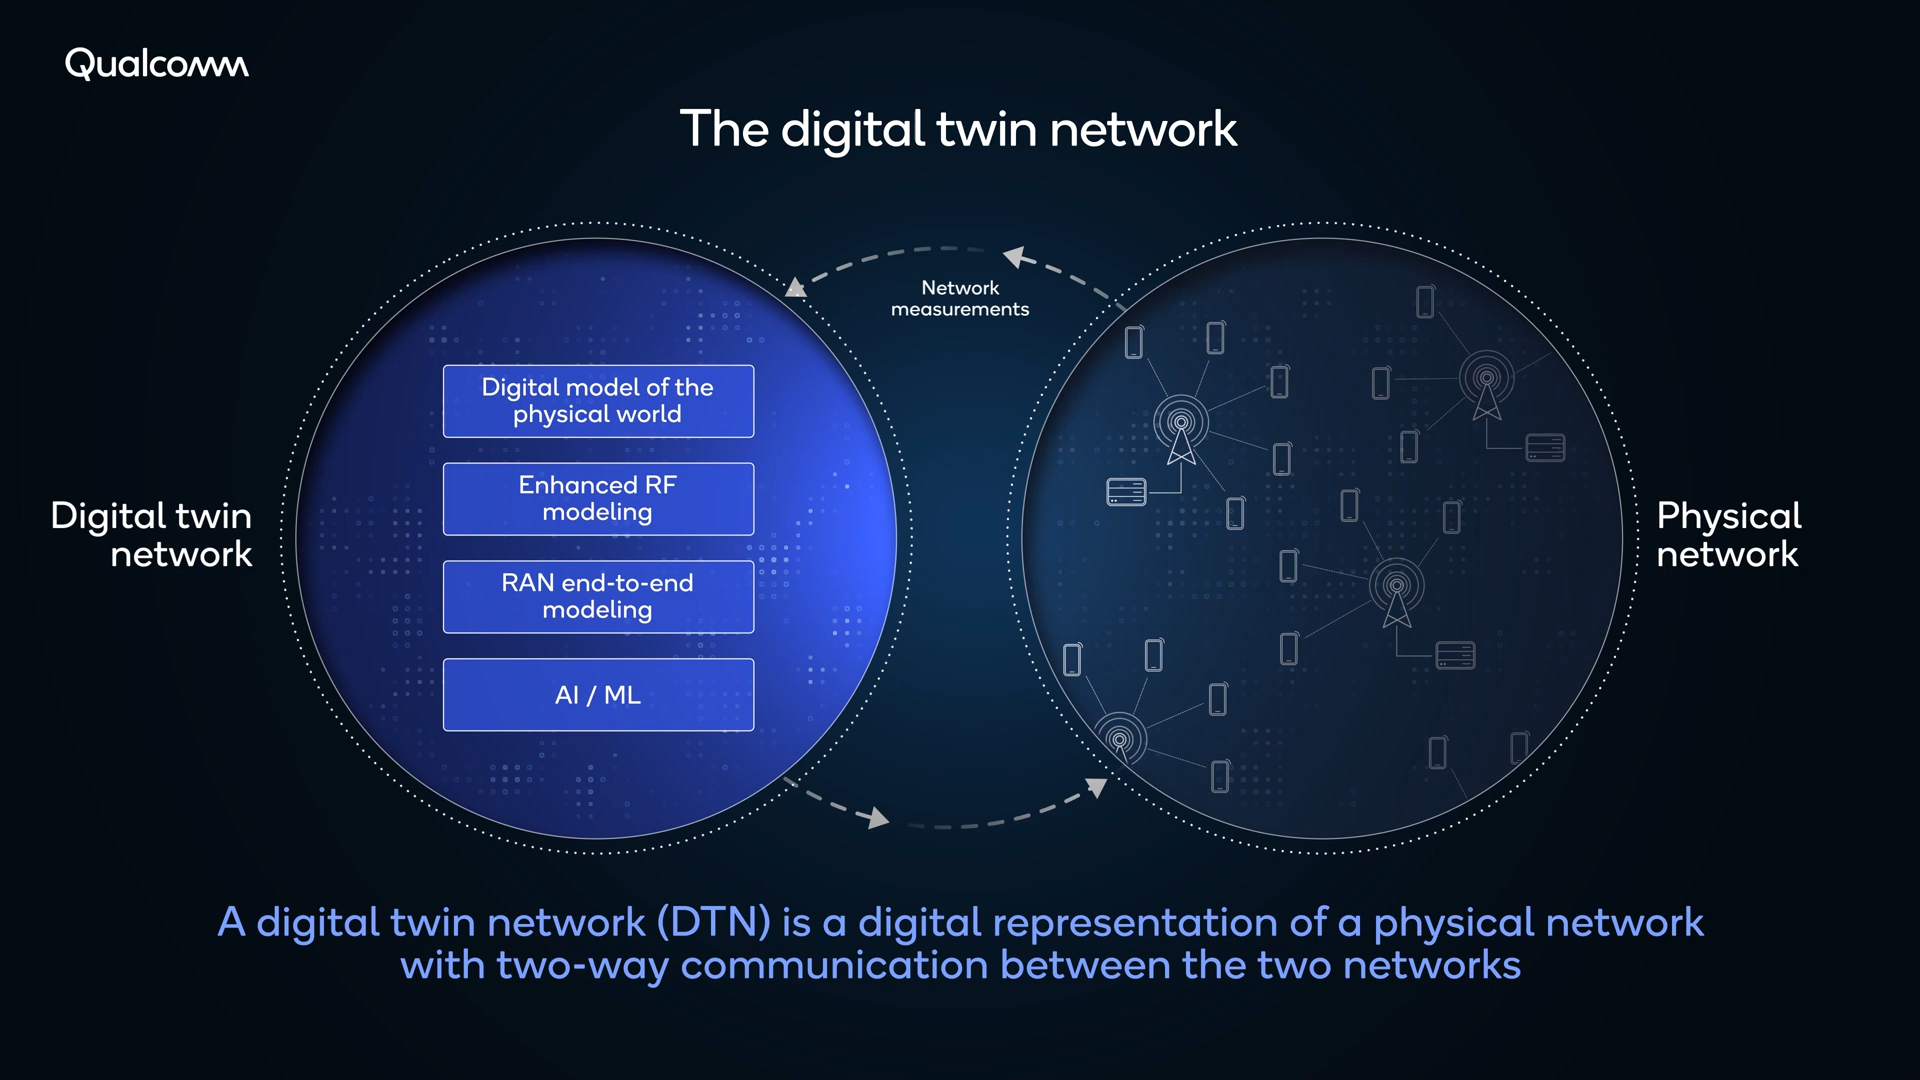 Qualcomm
The digital twin network
Network
measurements
Digital twin
network
Digital model of the
physical world
Enhanced RF
modeling
RAN end-to-end
modeling
AI / ML
Physical
network
A digital twin network (DTN) is a digital representation of a physical network
with two-way communication between the two networks